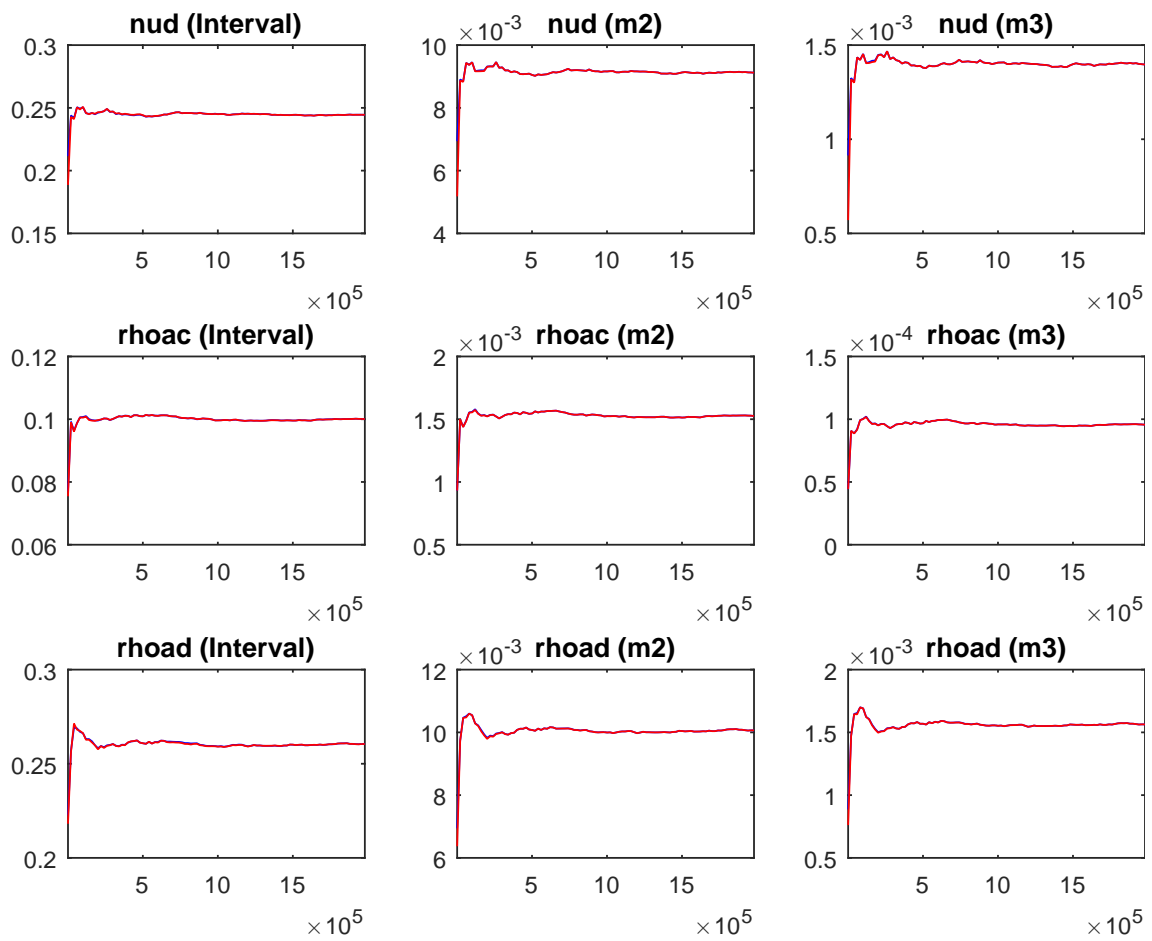 nud (Interval) nud (m2) nud (m3)
0.3 10 ×10^-3 1.5 ×10^-3
0.25 8 1
0.2 6
0.15 4 0.5
5 10 15 5 10 15 5 10 15
×10^5 ×10^5 ×10^5
rhoac (Interval) rhoac (m2) rhoac (m3)
0.12 2 ×10^-3 1.5 ×10^-4
0.1 1.5 1
0.08 1 0.5
0.06 0.5 0
5 10 15 5 10 15 5 10 15
×10^5 ×10^5 ×10^5
rhoad (Interval) rhoad (m2) rhoad (m3)
0.3 12 ×10^-3 2 ×10^-3
10 1.5
0.25
8 1
0.2 6 0.5
5 10 15 5 10 15 5 10 15
×10^5 ×10^5 ×10^5